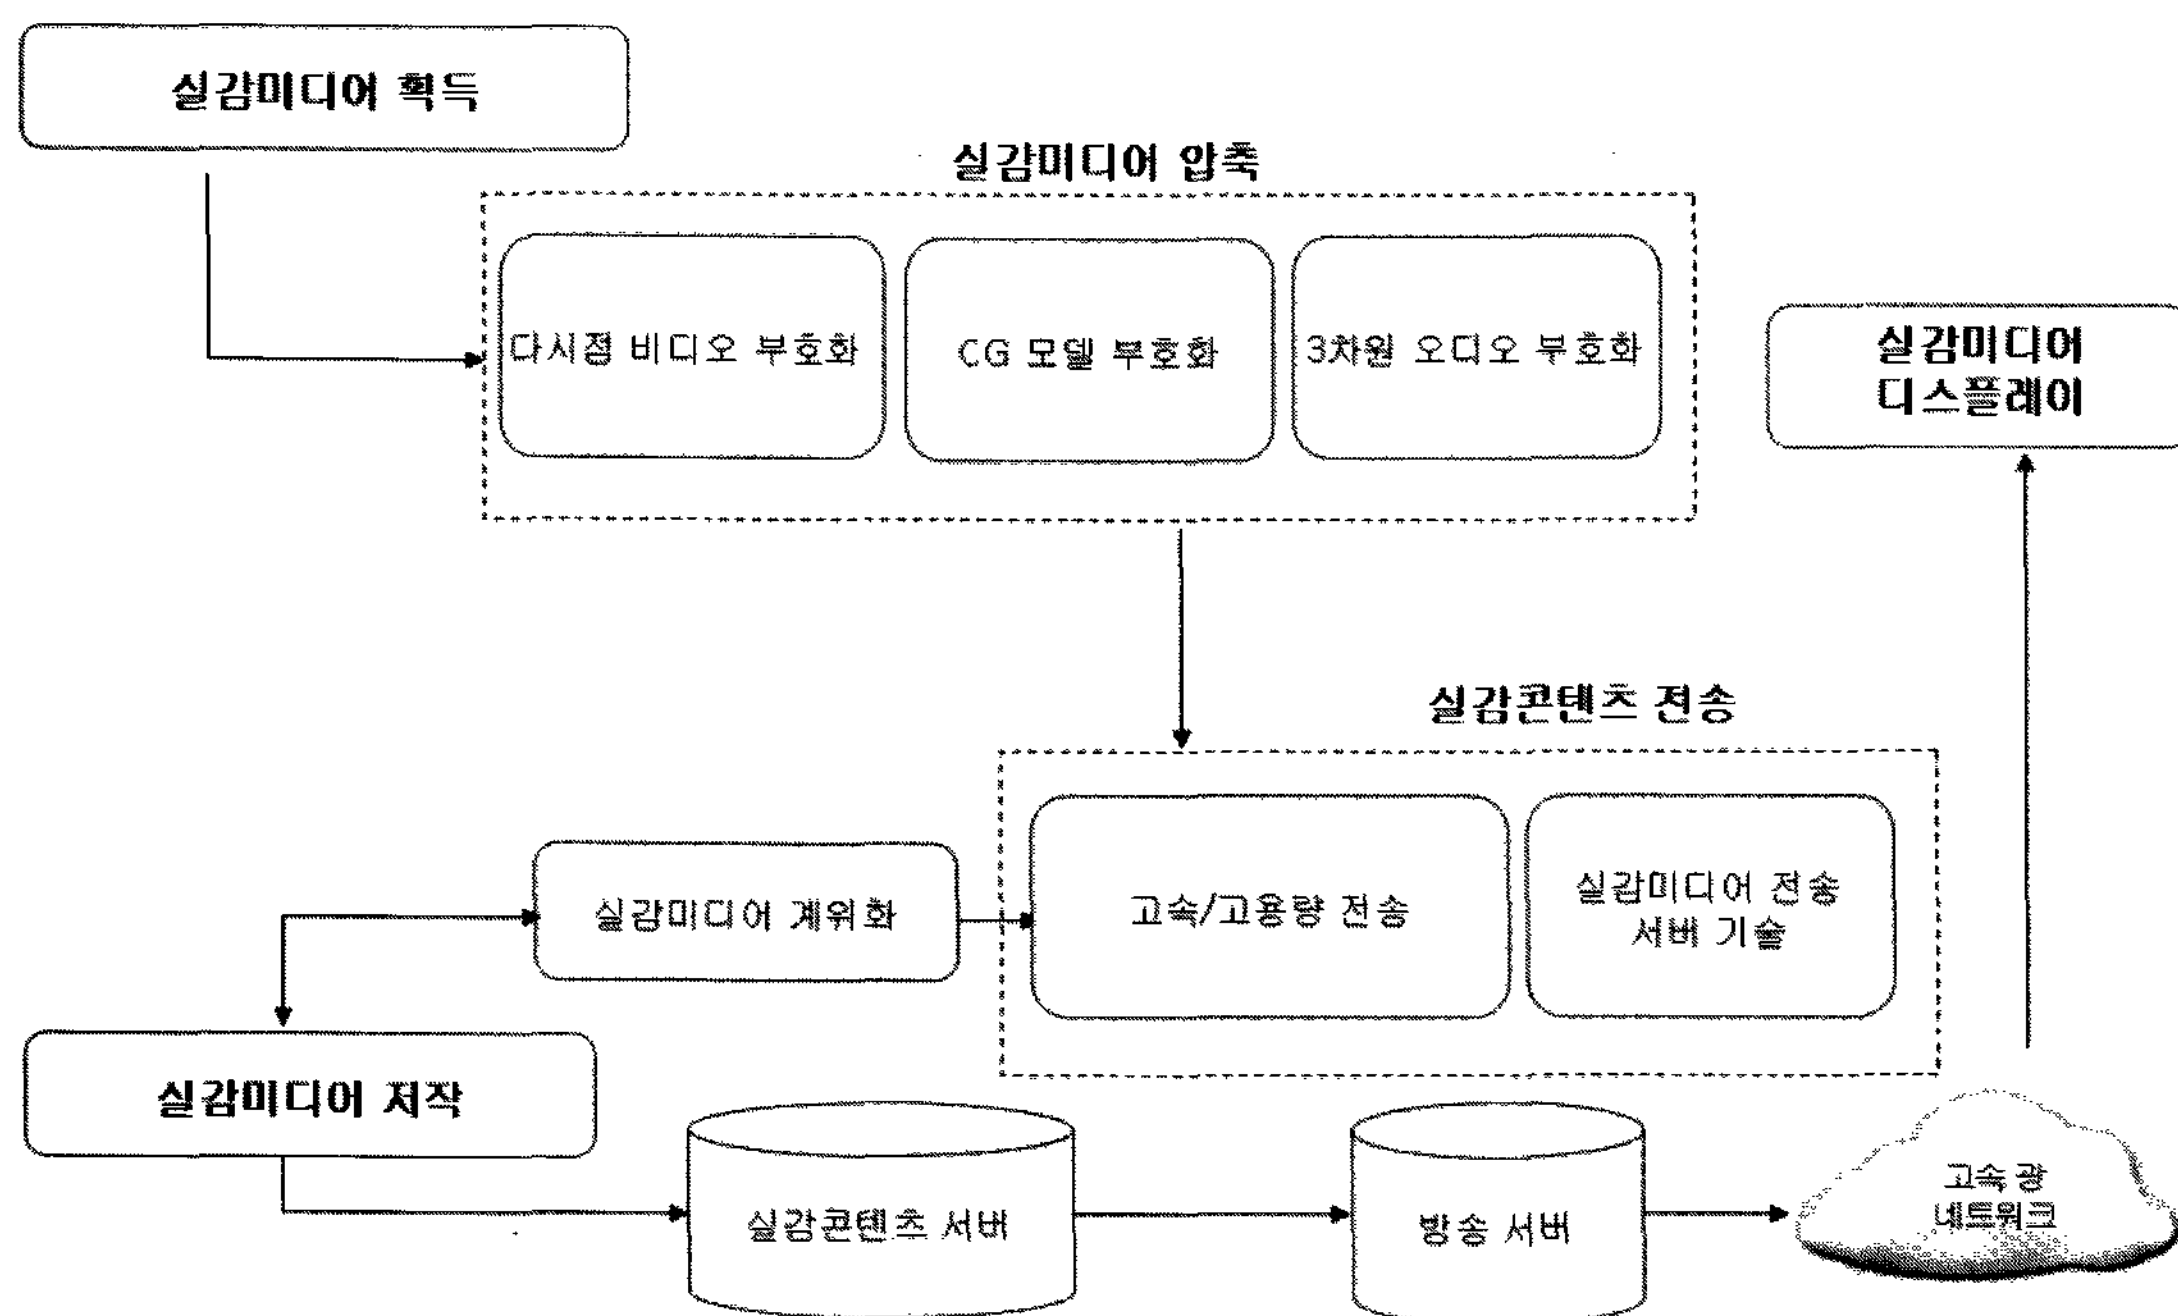 실감미디어 획득
실감미디어 압축
다시점 비디오 부호화
CG 모델 부호화
3차원 오디오 부호화
실감미디어
디스플레이
실감콘텐츠 전송
실감미디어 계위화
고속/고용량 전송
실감미디어 전송
서버 기술
실감미디어 저작
실감콘텐츠 서버
방송 서버
고속 광
네트워크